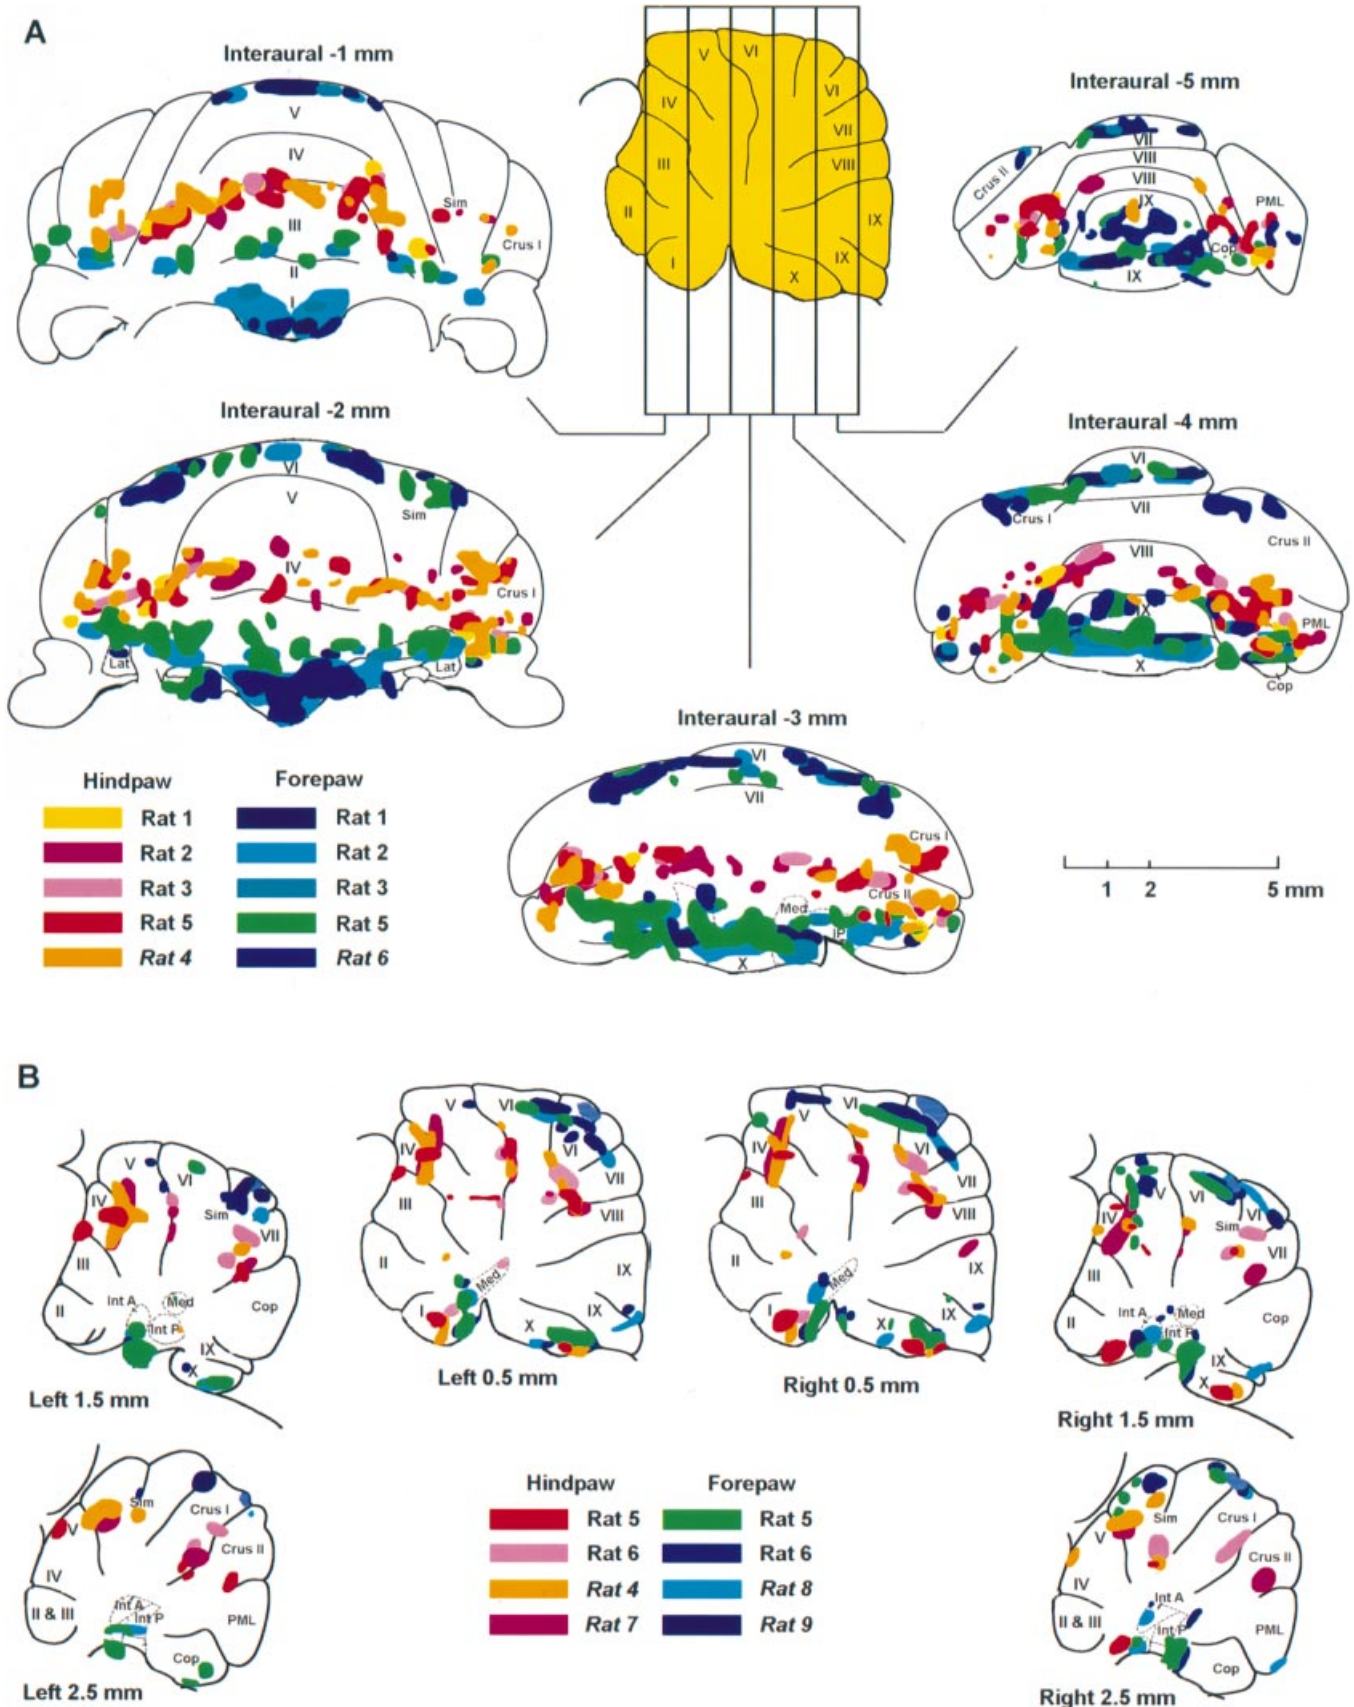 A
Interaural -1 mm
V
IV
III
II
I
Sim
Crus I
V
VI
IV
VI
VII
III
VIII
II
IX
I
IX
X
Interaural -5 mm
VII
VIII
VIII
IX
IX
Crus II
PML
Cop
Interaural -2 mm
VI
V
IV
Sim
Crus I
Lat
Lat
Interaural -4 mm
VI
VII
VIII
IX
X
Crus I
Crus II
PML
Cop
Interaural -3 mm
VI
VII
Crus I
Crus II
Med
IP
X
Hindpaw Forepaw
Rat 1 Rat 1
Rat 2 Rat 2
Rat 3 Rat 3
Rat 5 Rat 5
Rat 4 Rat 6
1 2 5 mm
B
V
VI
IV
Sim
VII
III
Int A
Med
II
Int P
Cop
IX
X
Left 1.5 mm
V
VI
IV
VI
VII
III
VIII
II
IX
Med
I
IX
X
Left 0.5 mm
V
VI
IV
VII
III
VIII
II
IX
Med
I
IX
X
Right 0.5 mm
V
VI
IV
Sim
VI
VII
III
Int A
Med
II
Int P
Cop
IX
X
Right 1.5 mm
Sim
Crus I
V
Crus II
IV
Int A
II & III
Int P
PML
Cop
Left 2.5 mm
Hindpaw Forepaw
Rat 5 Rat 5
Rat 6 Rat 6
Rat 4 Rat 8
Rat 7 Rat 9
Sim
Crus I
V
Crus II
IV
Int A
II & III
Int P
PML
Cop
Right 2.5 mm